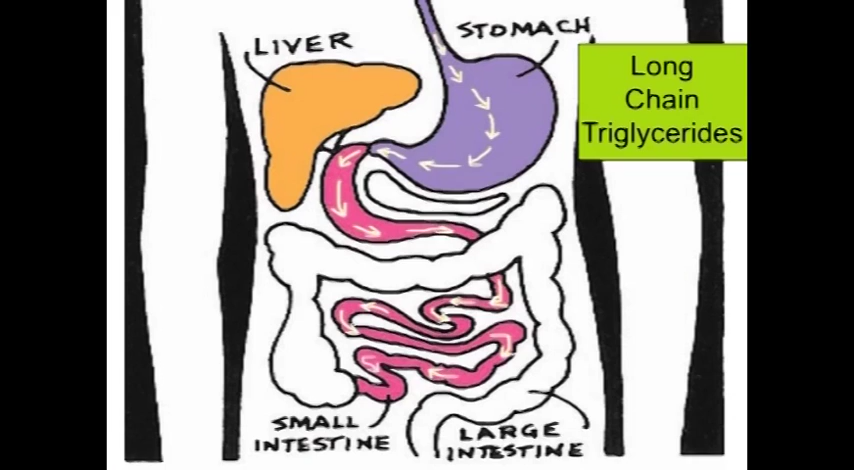 LIVER
STOMACH
Long
Chain
Triglycerides
SMALL
INTESTINE
LARGE
INTESTINE